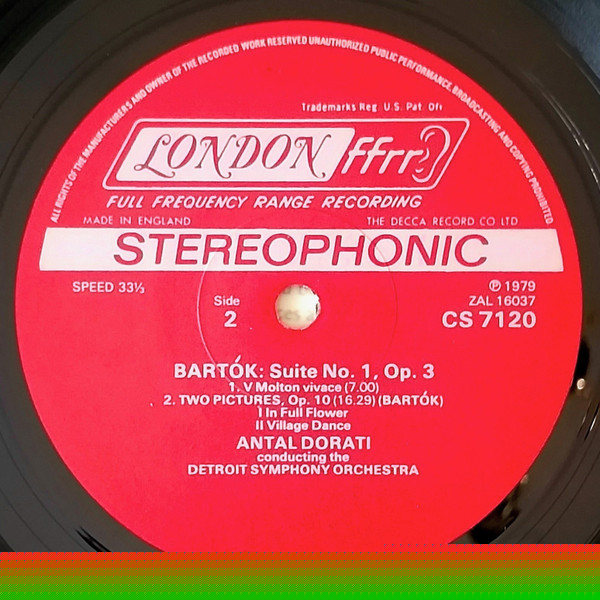 ALL RIGHTS OF THE MANUFACTURERS AND OWNER OF THE RECORDED WORK RESERVED UNAUTHORIZED PUBLIC PERFORMANCE, BROADCASTING AND COPYING PROHIBITED
Trademarks Reg. U.S. Pat. Off
LONDON ffrr
FULL FREQUENCY RANGE RECORDING
MADE IN ENGLAND THE DECCA RECORD CO LTD
STEREOPHONIC
SPEED 33⅓ ℗ 1979
Side ZAL 16037
2 CS 7120
BARTÓK: Suite No. 1, Op. 3
1. V Molton vivace (7.00)
2. TWO PICTURES, Op. 10 (16.29) (BARTÓK)
I In Full Flower
II Village Dance
ANTAL DORATI
conducting the
DETROIT SYMPHONY ORCHESTRA